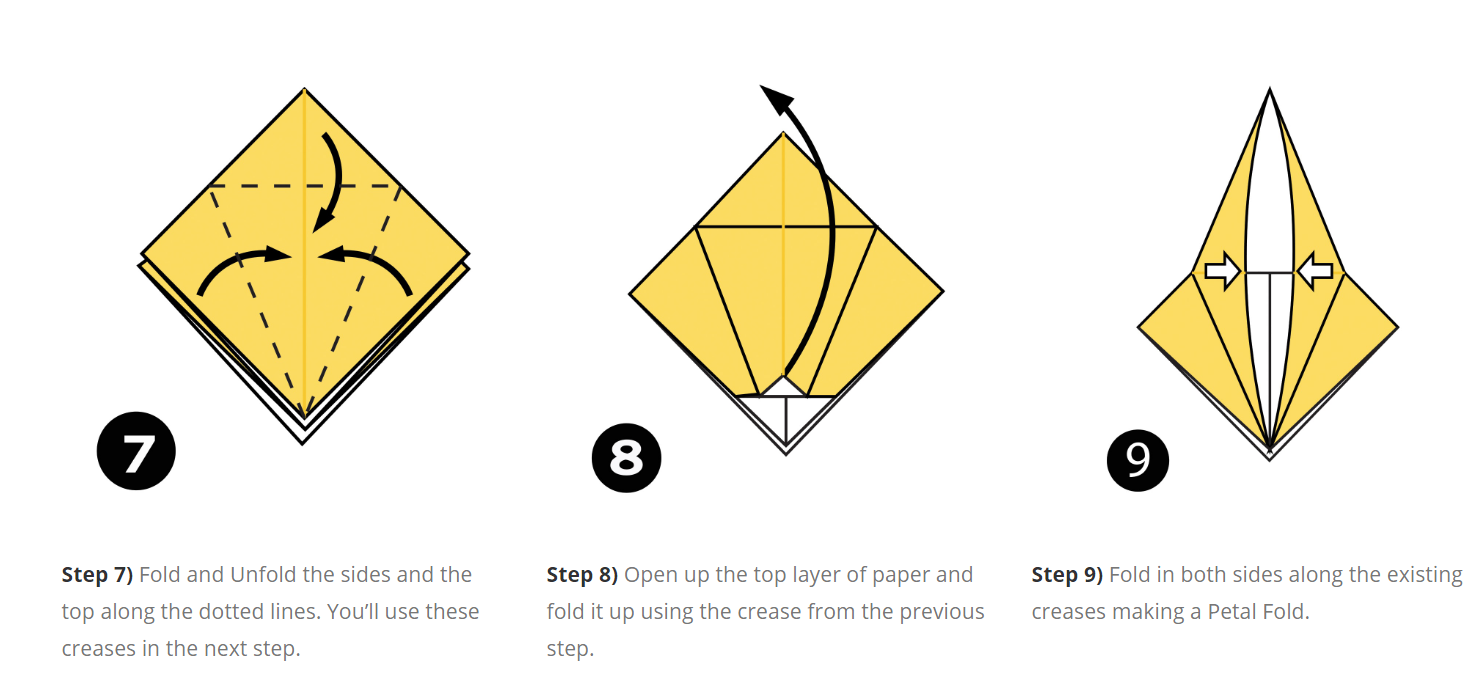 7
8
9
Step 7) Fold and Unfold the sides and the
top along the dotted lines. You’ll use these
creases in the next step.
Step 8) Open up the top layer of paper and
fold it up using the crease from the previous
step.
Step 9) Fold in both sides along the existing
creases making a Petal Fold.